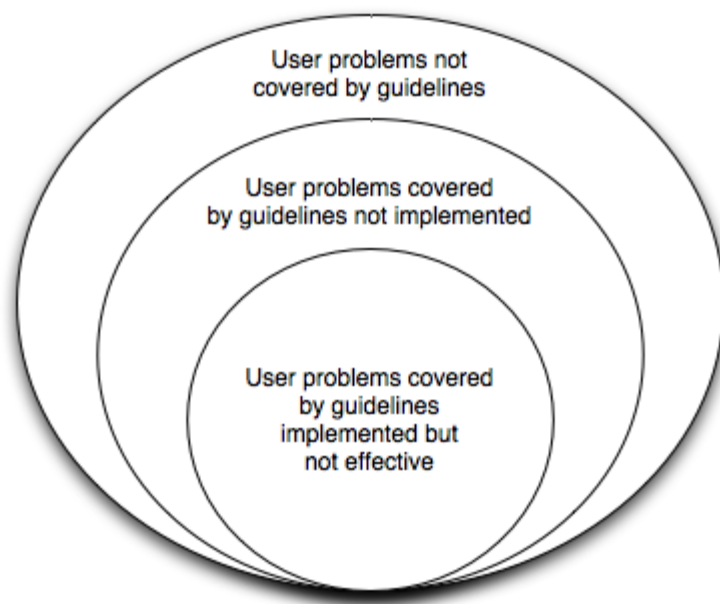 User problems not
covered by guidelines
User problems covered
by guidelines not implemented
User problems covered
by guidelines
implemented but
not effective